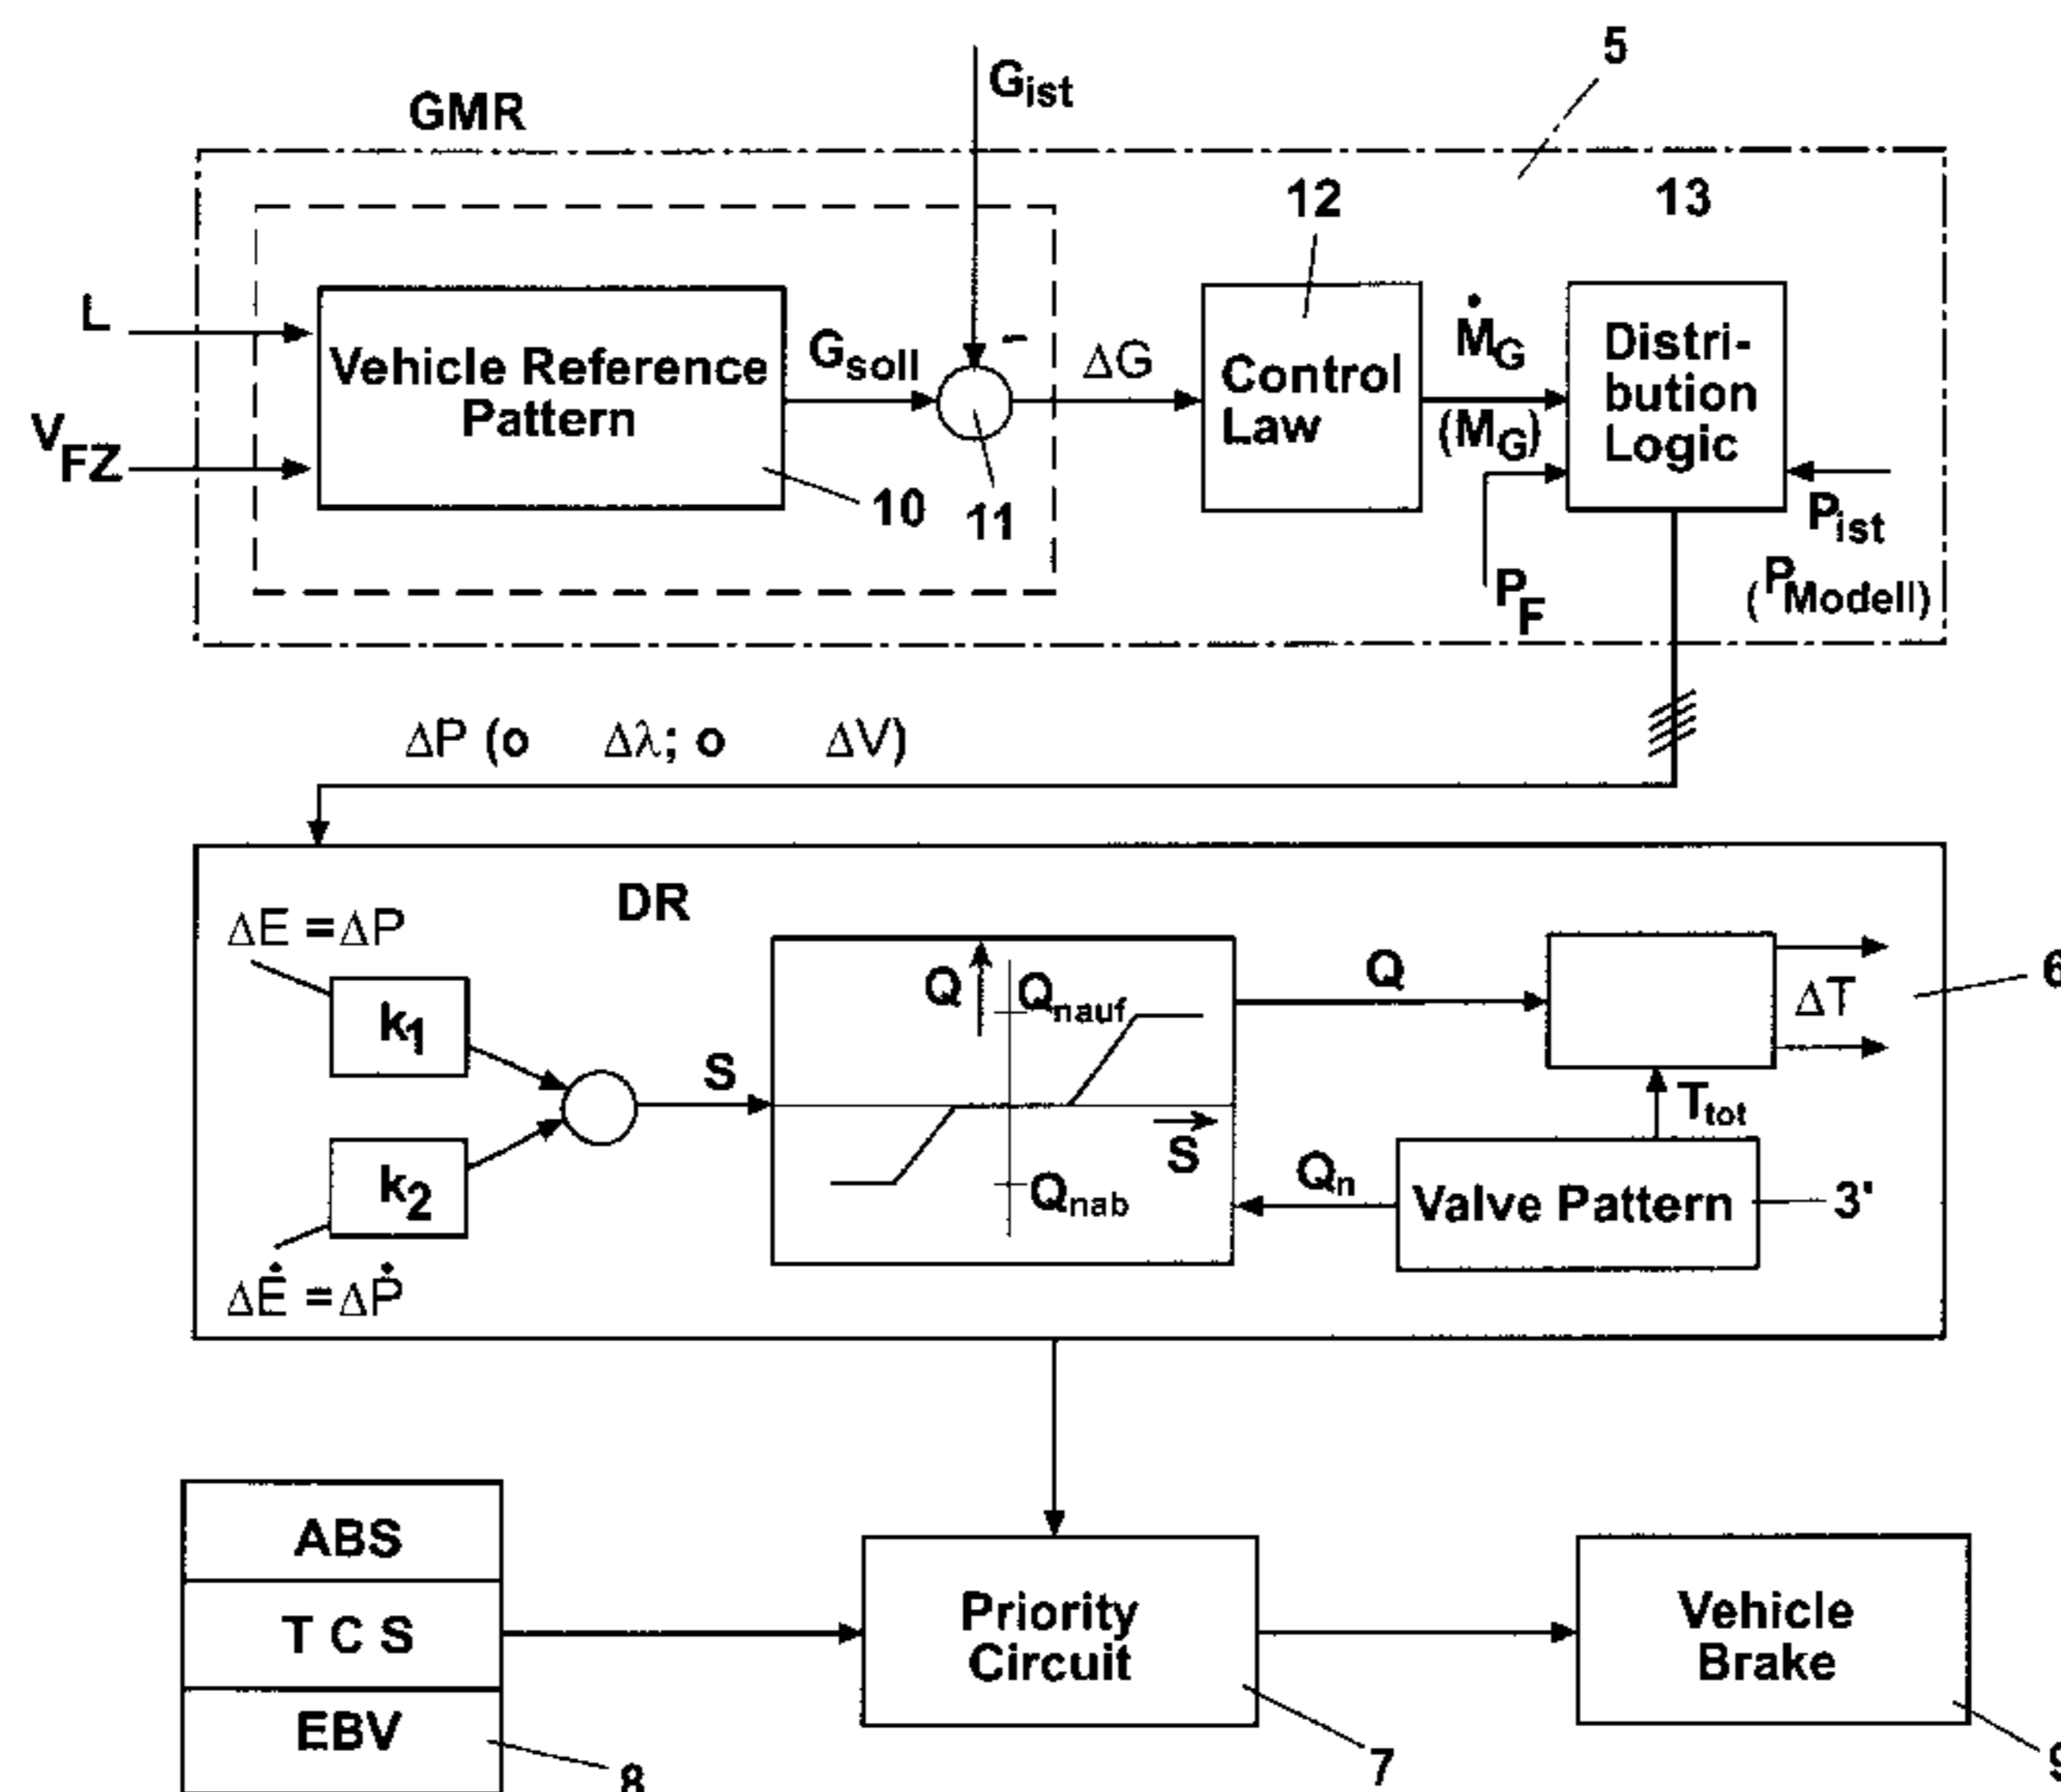 5
GMR
Gist
12
13
L
VFZ
Vehicle Reference
Pattern
Gsoll
-
ΔG
Control
Law
ṀG
(MG)
Distri-
bution
Logic
10
11
PF
Pist
(PModell)
ΔP (o Δλ; o ΔV)
DR
ΔE =ΔP
k1
k2
ΔĖ =ΔṖ
S
Q
Qnauf
S
Qnab
Q
ΔT
6
Ttot
Qn
Valve Pattern
3'
ABS
T C S
EBV
8
Priority
Circuit
7
Vehicle
Brake
9